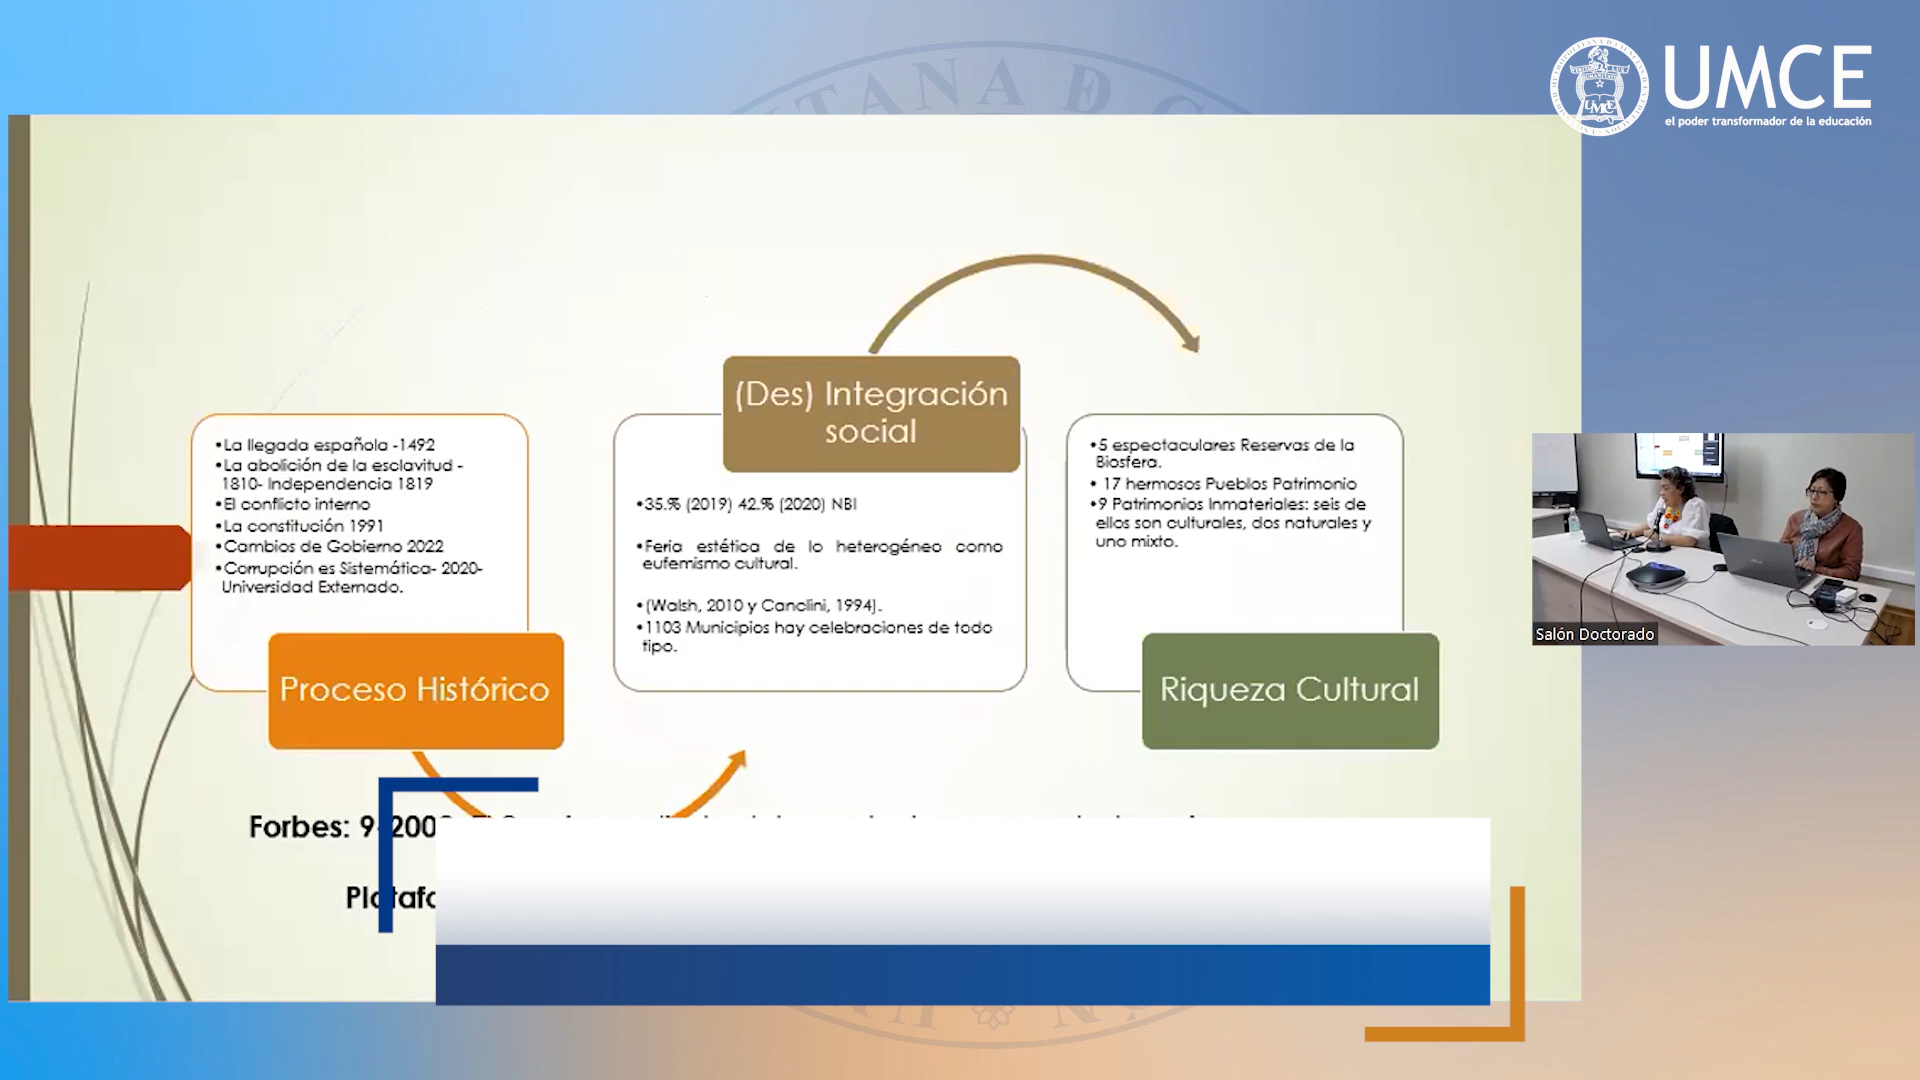 UMCE
el poder transformador de la educación
(Des) Integración
social
•La llegada española -1492
•La abolición de la esclavitud -
1810- Independencia 1819
•El conflicto interno
•La constitución 1991
•Cambios de Gobierno 2022
•Corrupción es Sistemática- 2020-
Universidad Externado.
Proceso Histórico
•35.% (2019) 42.% (2020) NBI
•Feria estética de lo heterogéneo como
eufemismo cultural.
•(Walsh, 2010 y Canclini, 1994).
•1103 Municipios hay celebraciones de todo
tipo.
•5 espectaculares Reservas de la
Biosfera.
• 17 hermosos Pueblos Patrimonio
•9 Patrimonios Inmateriales: seis de
ellos son culturales, dos naturales y
uno mixto.
Riqueza Cultural
Salón Doctorado
Forbes: